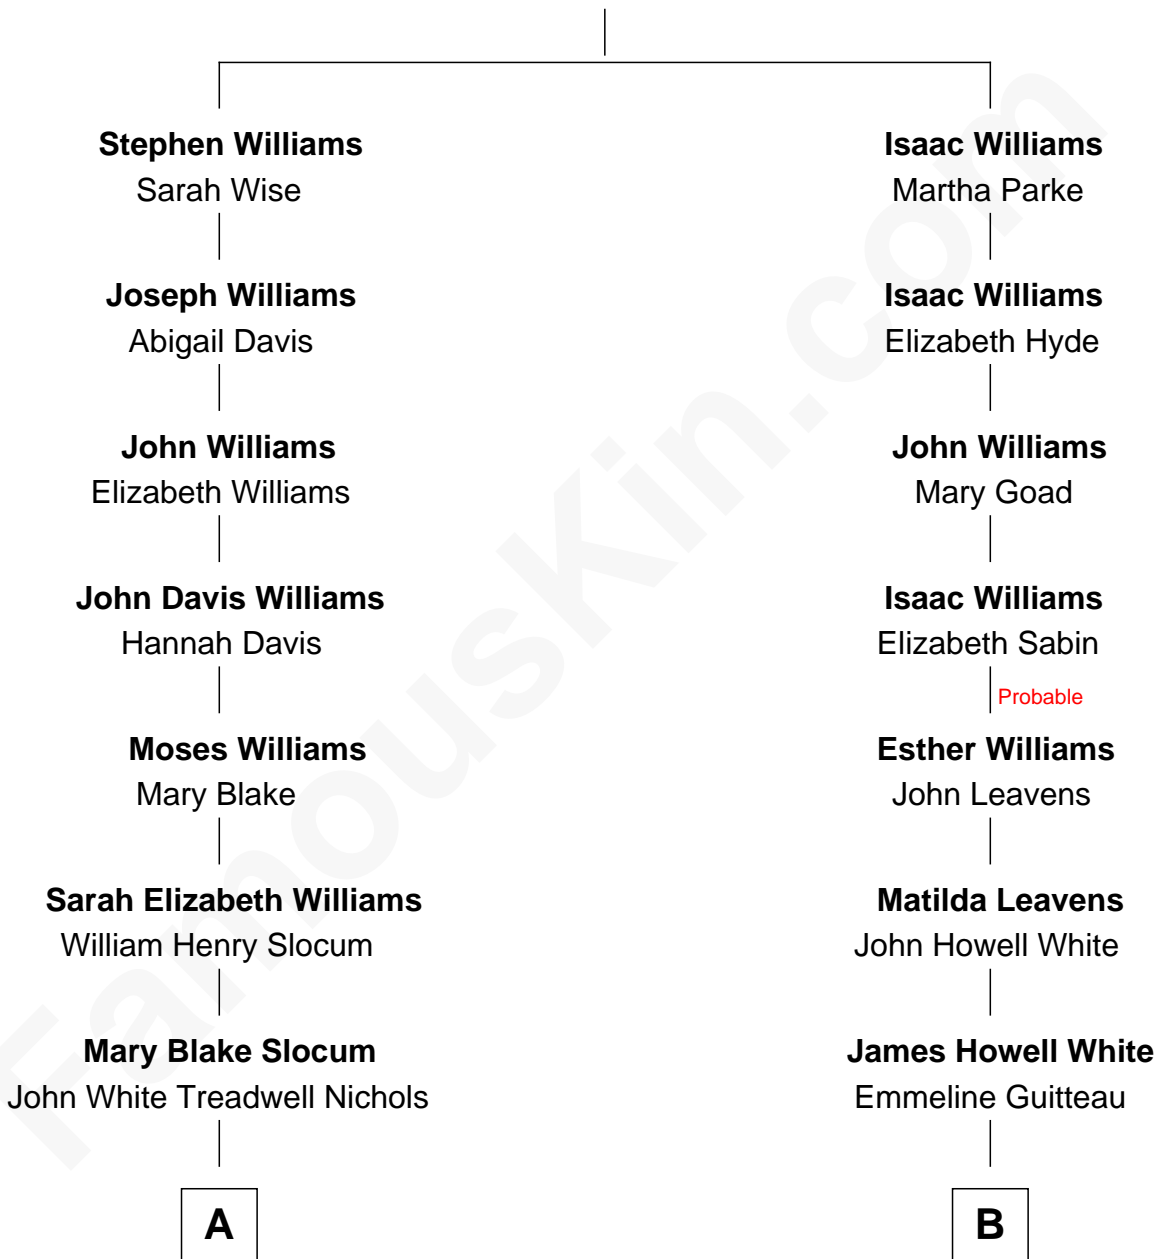 Stephen Williams
Sarah Wise
Joseph Williams
Abigail Davis
John Williams
Elizabeth Williams
John Davis Williams
Hannah Davis
Moses Williams
Mary Blake
Sarah Elizabeth Williams
William Henry Slocum
Mary Blake Slocum
John White Treadwell Nichols
A
Isaac Williams
Martha Parke
Isaac Williams
Elizabeth Hyde
John Williams
Mary Goad
Isaac Williams
Elizabeth Sabin
Probable
Esther Williams
John Leavens
Matilda Leavens
John Howell White
James Howell White
Emmeline Guitteau
B
FamousKin.com